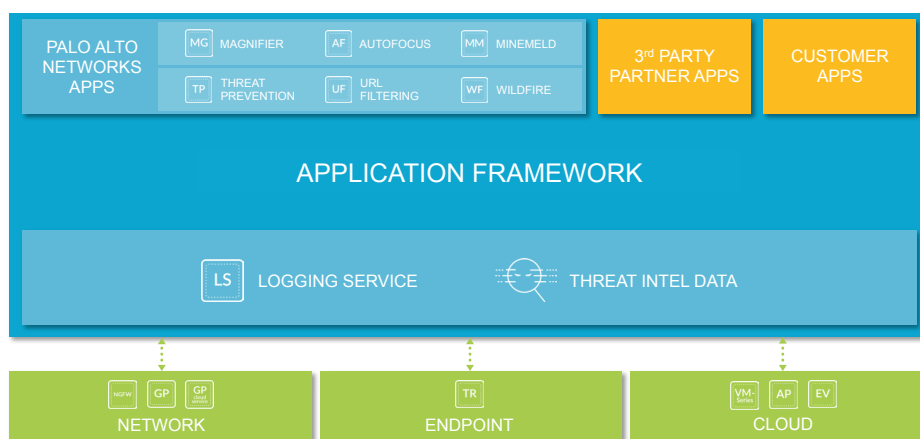 PALO ALTO
NETWORKS
APPS
MG MAGNIFIER
AF AUTOFOCUS
MM MINEMELD
TP THREAT
PREVENTION
UF URL
FILTERING
WF WILDFIRE
3rd PARTY
PARTNER APPS
CUSTOMER
APPS
APPLICATION FRAMEWORK
LS LOGGING SERVICE
THREAT INTEL DATA
NGFW
GP
GP
cloud
service
NETWORK
TR
ENDPOINT
VM-
Series
AP
EV
CLOUD